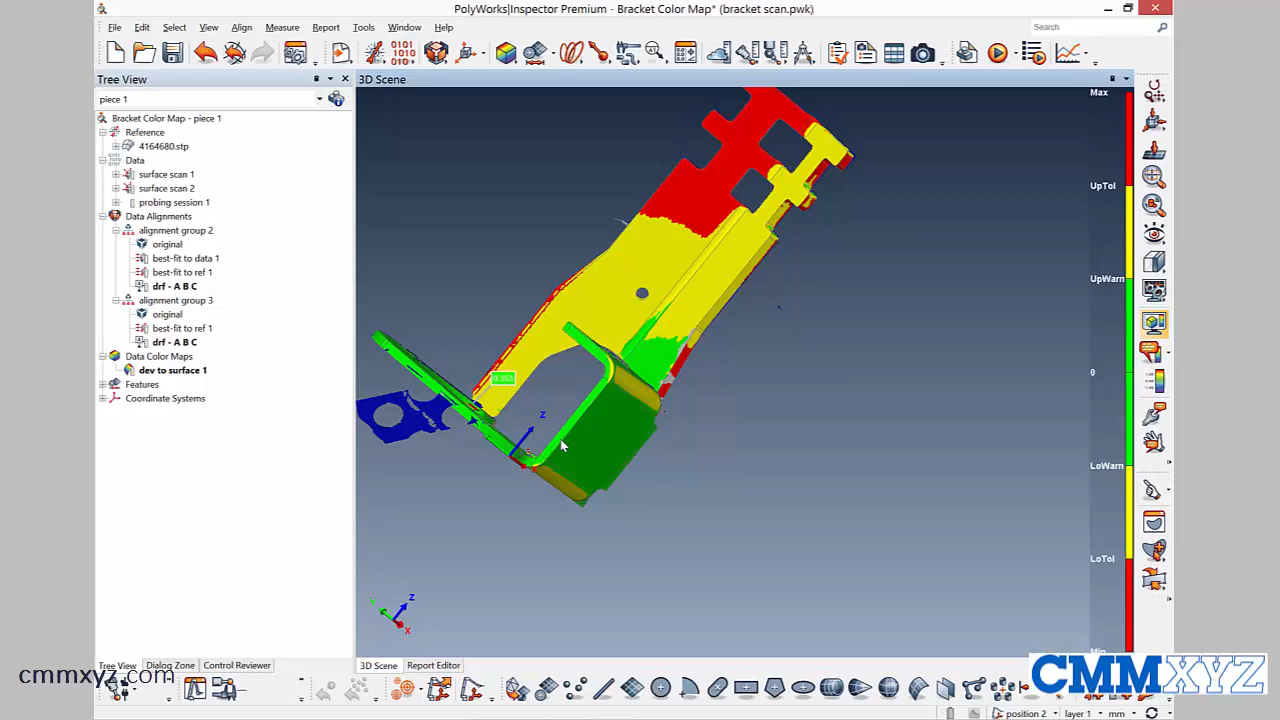 PolyWorks|Inspector Premium - Bracket Color Map* (bracket scan.pwk)
File Edit Select View Align Measure Report Tools Window Help
Search
Tree View
3D Scene
piece 1
Bracket Color Map - piece 1
Reference
4164680.stp
Data
surface scan 1
surface scan 2
probing session 1
Data Alignments
alignment group 2
original
best-fit to data 1
best-fit to ref 1
drf - A B C
alignment group 3
original
best-fit to ref 1
drf - A B C
Data Color Maps
dev to surface 1
Features
Coordinate Systems
Max
UpTol
UpWarn
0
LoWarn
LoTol
Z
Z
X
Tree View Dialog Zone Control Reviewer
3D Scene Report Editor
cmmxyz.com
CMMXYZ
position 2 layer 1 mm